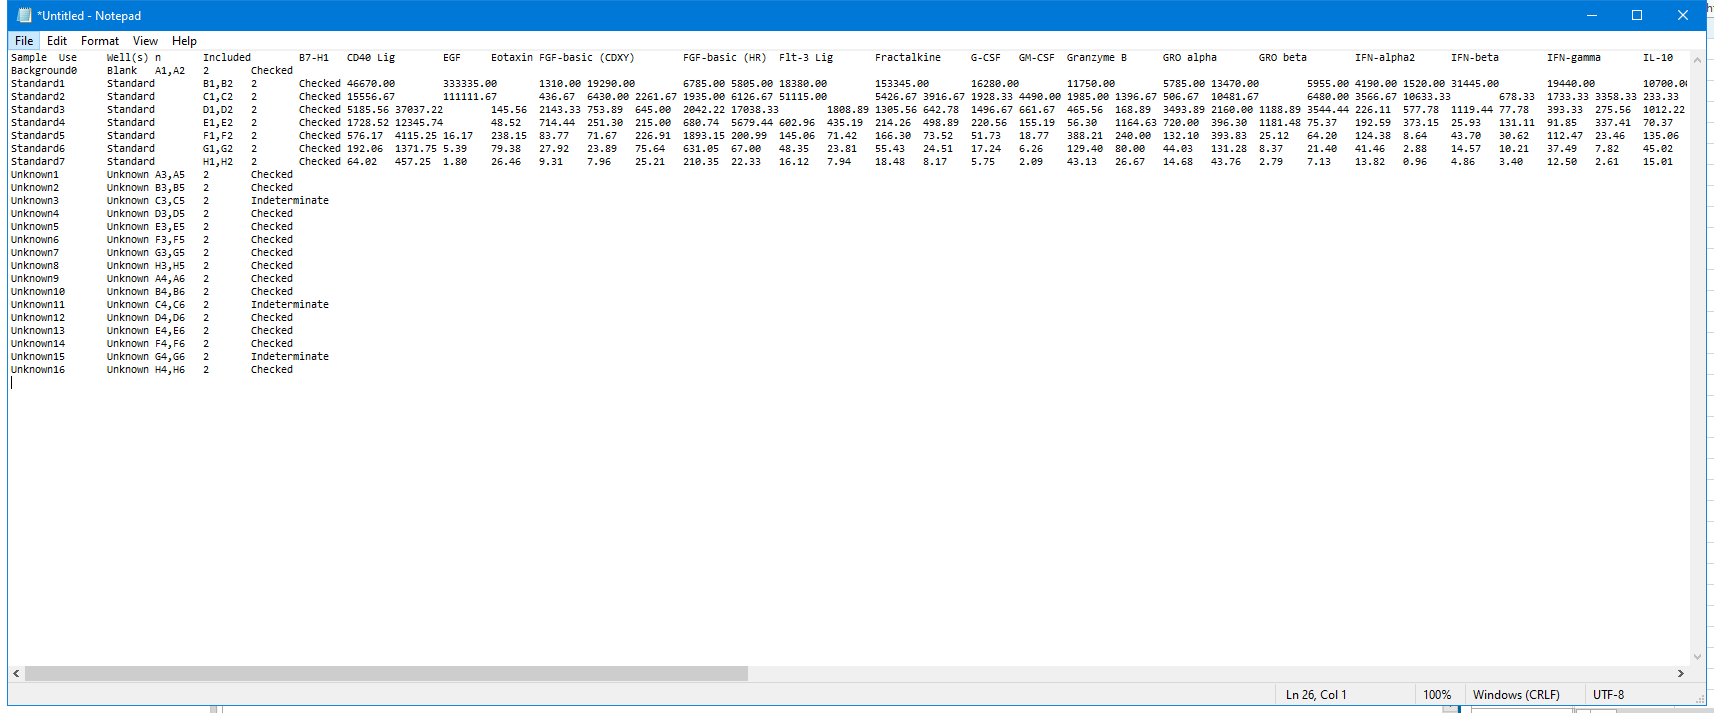 *Untitled - Notepad
File Edit Format View Help
Sample Use Well(s) n Included B7-H1 CD40 Lig EGF Eotaxin FGF-basic (CDXY) FGF-basic (HR) Flt-3 Lig Fractalkine G-CSF GM-CSF Granzyme B GRO alpha GRO beta IFN-alpha2 IFN-beta IFN-gamma IL-10
Background0 Blank A1,A2 2 Checked
Standard1 Standard B1,B2 2 Checked 46670.00 333335.00 1310.00 19290.00 6785.00 5805.00 18380.00 153345.00 16280.00 11750.00 5785.00 13470.00 5955.00 4190.00 1520.00 31445.00 19440.00 10700.0
Standard2 Standard C1,C2 2 Checked 15556.67 111111.67 436.67 6430.00 2261.67 1935.00 6126.67 51115.00 5426.67 3916.67 1928.33 4490.00 1985.00 1396.67 506.67 10481.67 6480.00 3566.67 10633.33 678.33 1733.33 3358.33 233.33
Standard3 Standard D1,D2 2 Checked 5185.56 37037.22 145.56 2143.33 753.89 645.00 2042.22 17038.33 1808.89 1305.56 642.78 1496.67 661.67 465.56 168.89 3493.89 2160.00 1188.89 3544.44 226.11 577.78 1119.44 77.78 393.33 275.56 1012.22
Standard4 Standard E1,E2 2 Checked 1728.52 12345.74 48.52 714.44 251.30 215.00 680.74 5679.44 602.96 435.19 214.26 498.89 220.56 155.19 56.30 1164.63 720.00 396.30 1181.48 75.37 192.59 373.15 25.93 131.11 91.85 337.41 70.37
Standard5 Standard F1,F2 2 Checked 576.17 4115.25 16.17 238.15 83.77 71.67 226.91 1893.15 200.99 145.06 71.42 166.30 73.52 51.73 18.77 388.21 240.00 132.10 393.83 25.12 64.20 124.38 8.64 43.70 30.62 112.47 23.46 135.06
Standard6 Standard G1,G2 2 Checked 192.06 1371.75 5.39 79.38 27.92 23.89 75.64 631.05 67.00 48.35 23.81 55.43 24.51 17.24 6.26 129.40 80.00 44.03 131.28 8.37 21.40 41.46 2.88 14.57 10.21 37.49 7.82 45.02
Standard7 Standard H1,H2 2 Checked 64.02 457.25 1.80 26.46 9.31 7.96 25.21 210.35 22.33 16.12 7.94 18.48 8.17 5.75 2.09 43.13 26.67 14.68 43.76 2.79 7.13 13.82 0.96 4.86 3.40 12.50 2.61 15.01
Unknown1 Unknown A3,A5 2 Checked
Unknown2 Unknown B3,B5 2 Checked
Unknown3 Unknown C3,C5 2 Indeterminate
Unknown4 Unknown D3,D5 2 Checked
Unknown5 Unknown E3,E5 2 Checked
Unknown6 Unknown F3,F5 2 Checked
Unknown7 Unknown G3,G5 2 Checked
Unknown8 Unknown H3,H5 2 Checked
Unknown9 Unknown A4,A6 2 Checked
Unknown10 Unknown B4,B6 2 Checked
Unknown11 Unknown C4,C6 2 Indeterminate
Unknown12 Unknown D4,D6 2 Checked
Unknown13 Unknown E4,E6 2 Checked
Unknown14 Unknown F4,F6 2 Checked
Unknown15 Unknown G4,G6 2 Indeterminate
Unknown16 Unknown H4,H6 2 Checked
Ln 26, Col 1 100% Windows (CRLF) UTF-8